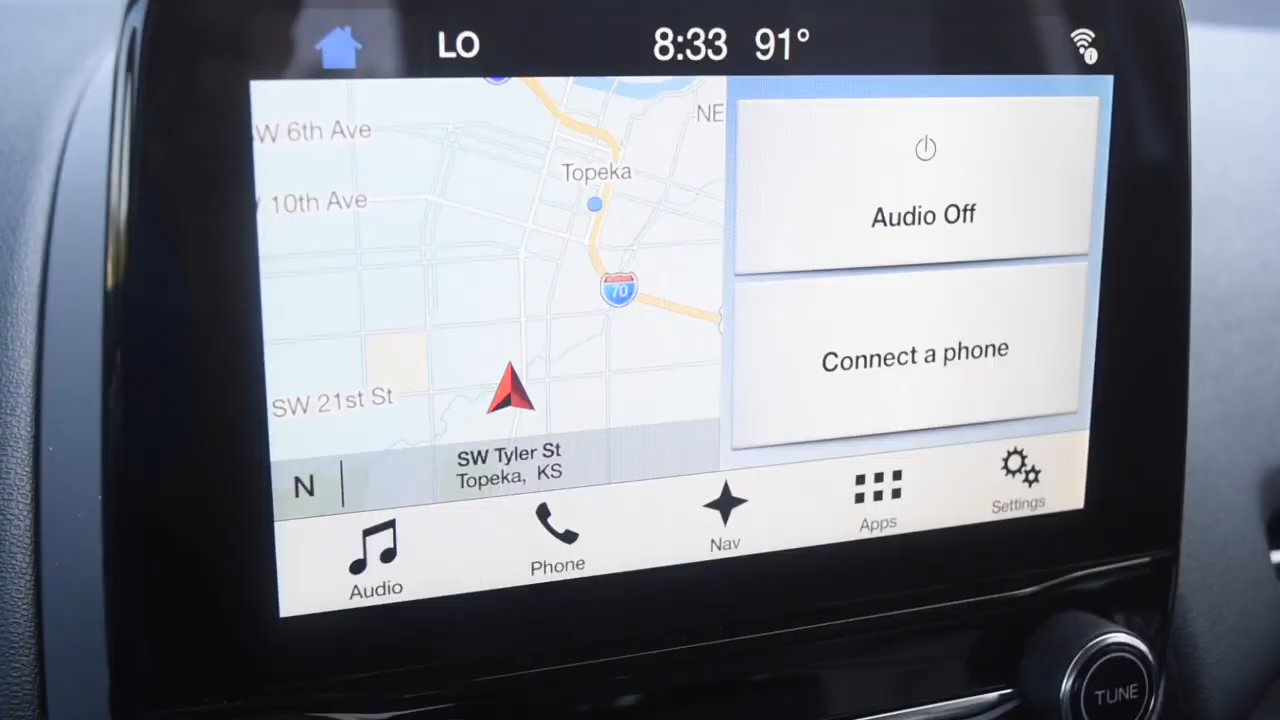 LO
8:33 91°
W 6th Ave
10th Ave
NE
Topeka
70
SW 21st St
N
SW Tyler St
Topeka, KS
Audio Off
Connect a phone
Audio
Phone
Nav
Apps
Settings
TUNE